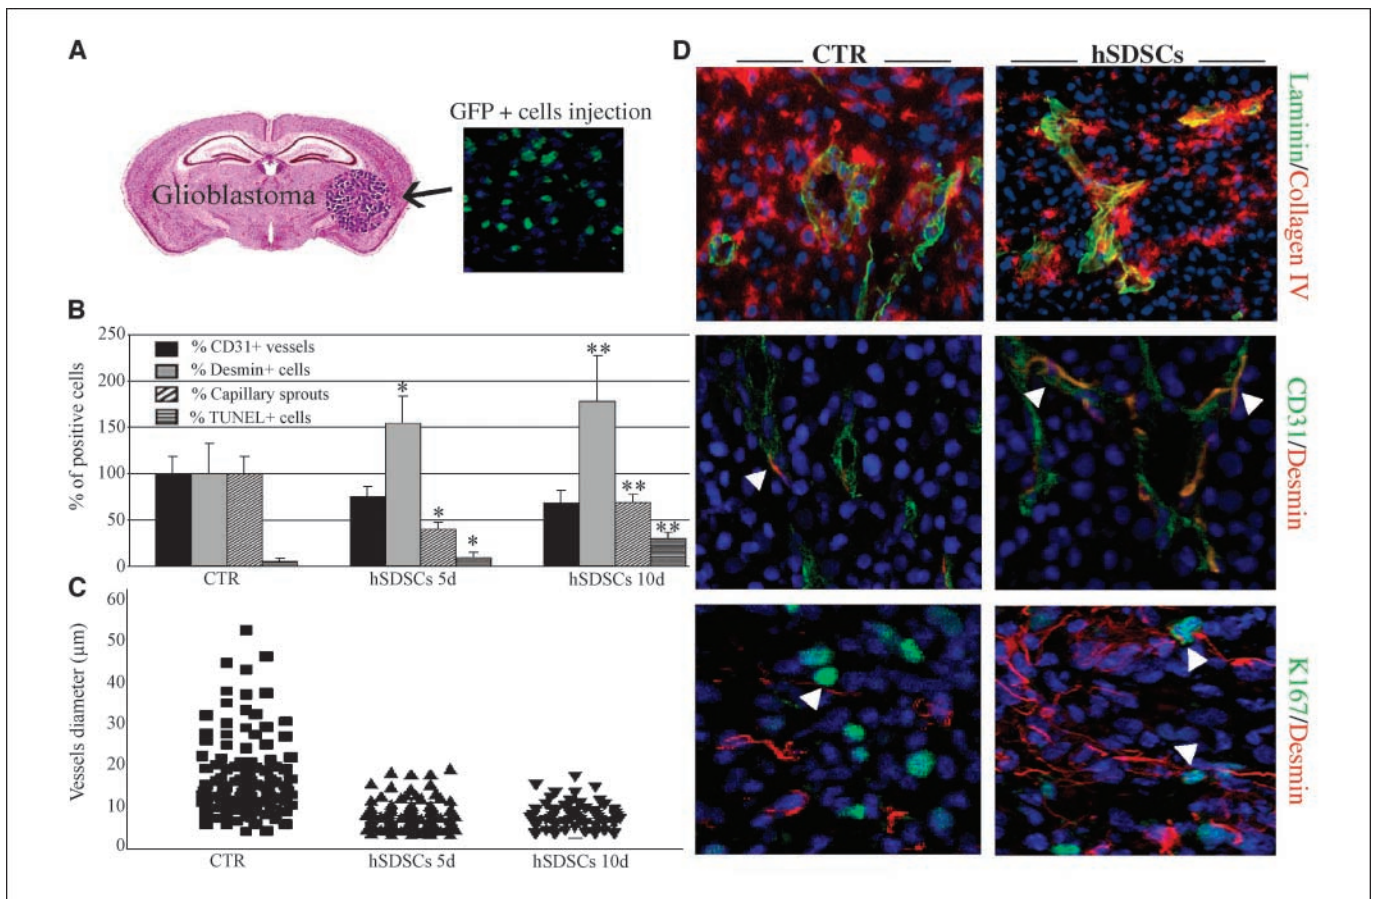 A
GFP + cells injection
Glioblastoma
B
250
200
150
100
50
0
% of positive cells
% CD31+ vessels
% Desmin+ cells
% Capillary sprouts
% TUNEL+ cells
*
*
*
**
**
**
CTR
hSDSCs 5d
hSDSCs 10d
C
60
50
40
30
20
10
0
Vessels diameter (µm)
CTR
hSDSCs 5d
hSDSCs 10d
D
CTR
hSDSCs
Laminin/Collagen IV
CD31/Desmin
K167/Desmin